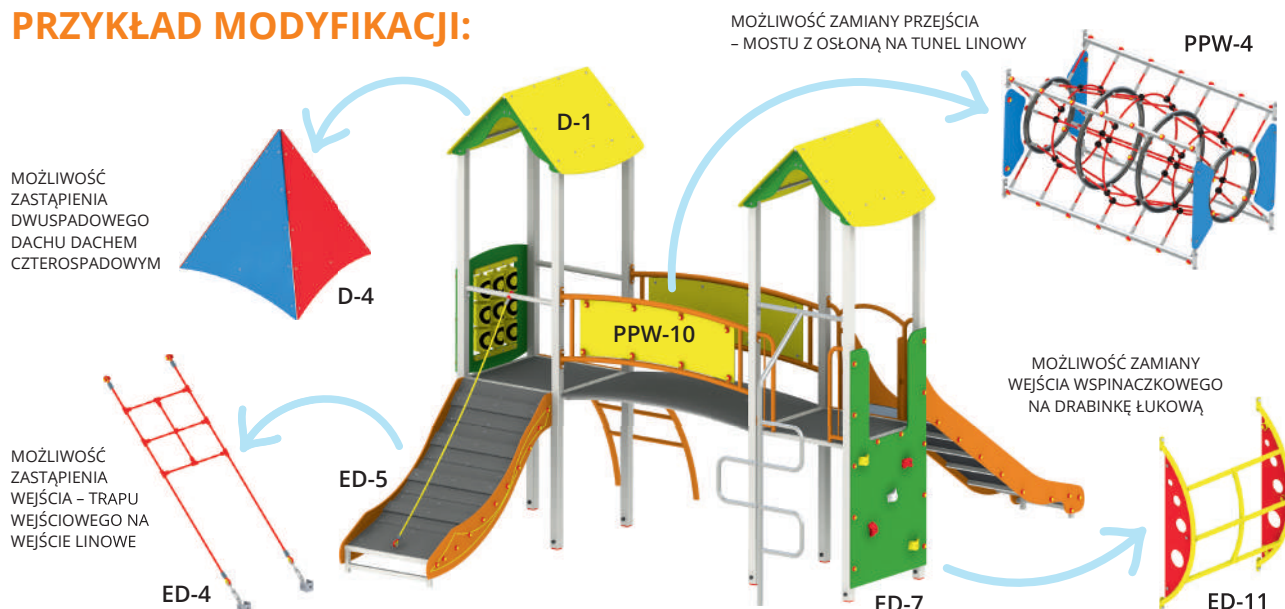 PRZYKŁAD MODYFIKACJI:
MOŻLIWOŚĆ ZAMIANY PRZEJŚCIA
– MOSTU Z OSŁONĄ NA TUNEL LINOWY
PPW-4
D-1
MOŻLIWOŚĆ
ZASTĄPIENIA
DWUSPADOWEGO
DACHU DACHEM
CZTEROSPADOWYM
D-4
PPW-10
MOŻLIWOŚĆ ZAMIANY
WEJŚCIA WSPINACZKOWEGO
NA DRABINKĘ ŁUKOWĄ
MOŻLIWOŚĆ
ZASTĄPIENIA
WEJŚCIA – TRAPU
WEJŚCIOWEGO NA
WEJŚCIE LINOWE
ED-5
ED-4
ED-7
ED-11